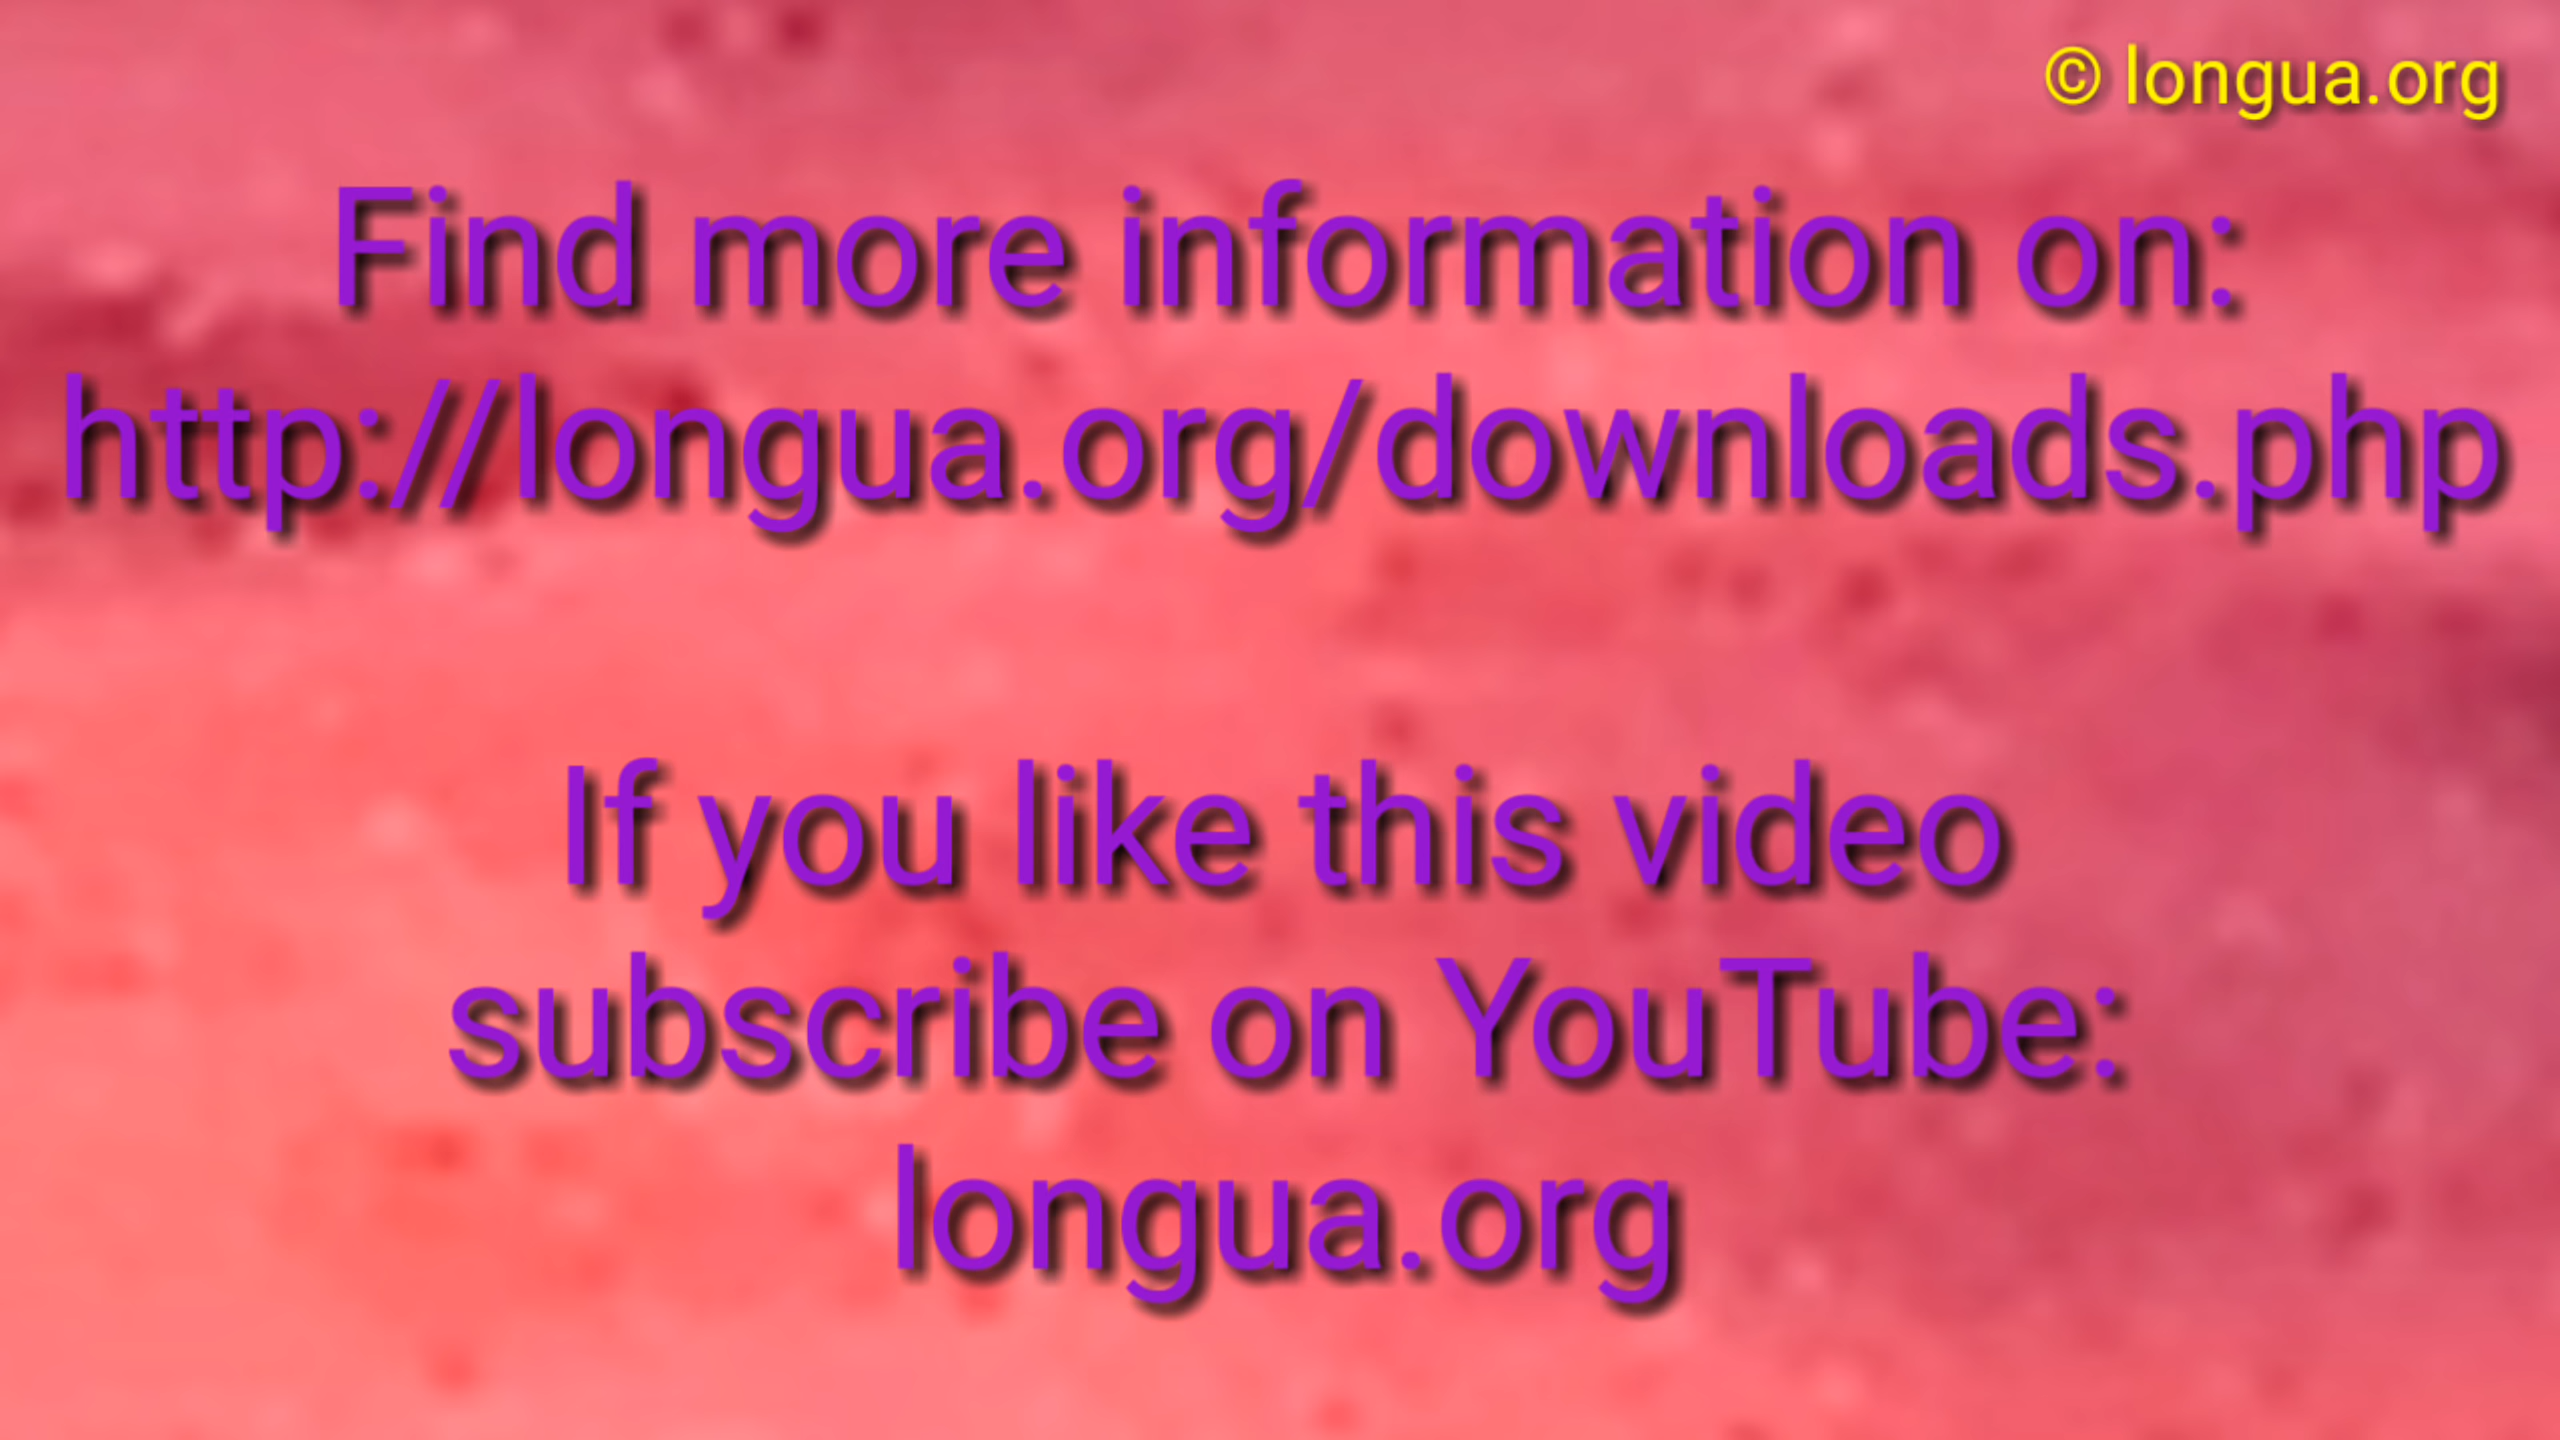 © longua.org
Find more information on:
http://longua.org/downloads.php
If you like this video
subscribe on YouTube:
longua.org